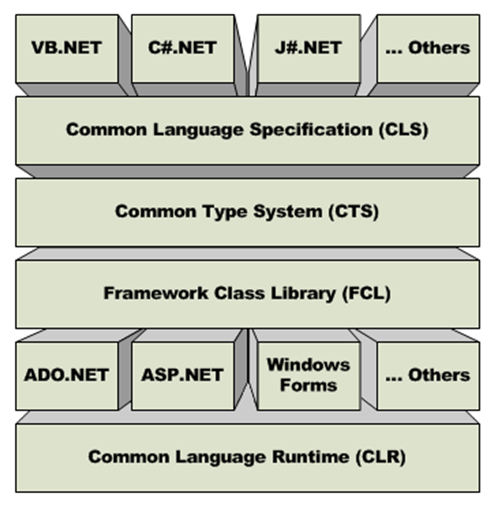 VB.NET
C#.NET
J#.NET
... Others
Common Language Specification (CLS)
Common Type System (CTS)
Framework Class Library (FCL)
ADO.NET
ASP.NET
Windows
Forms
... Others
Common Language Runtime (CLR)